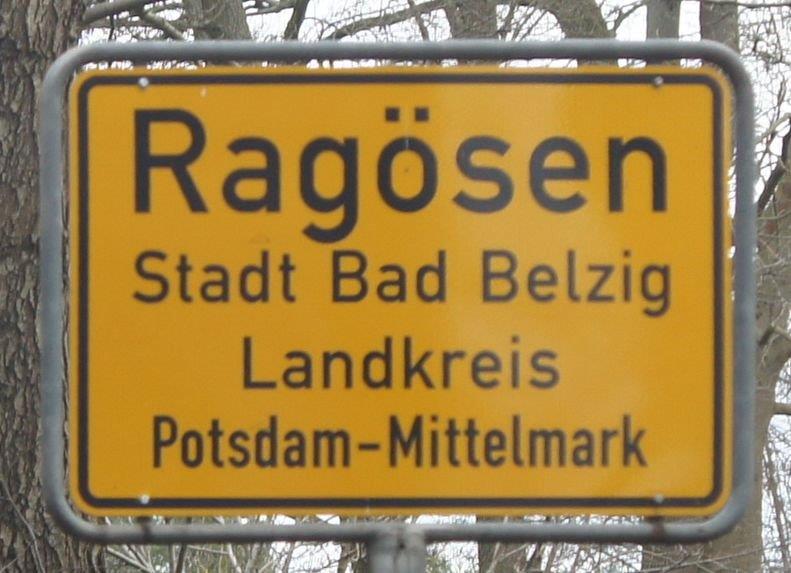 Ragösen
Stadt Bad Belzig
Landkreis
Potsdam-Mittelmark